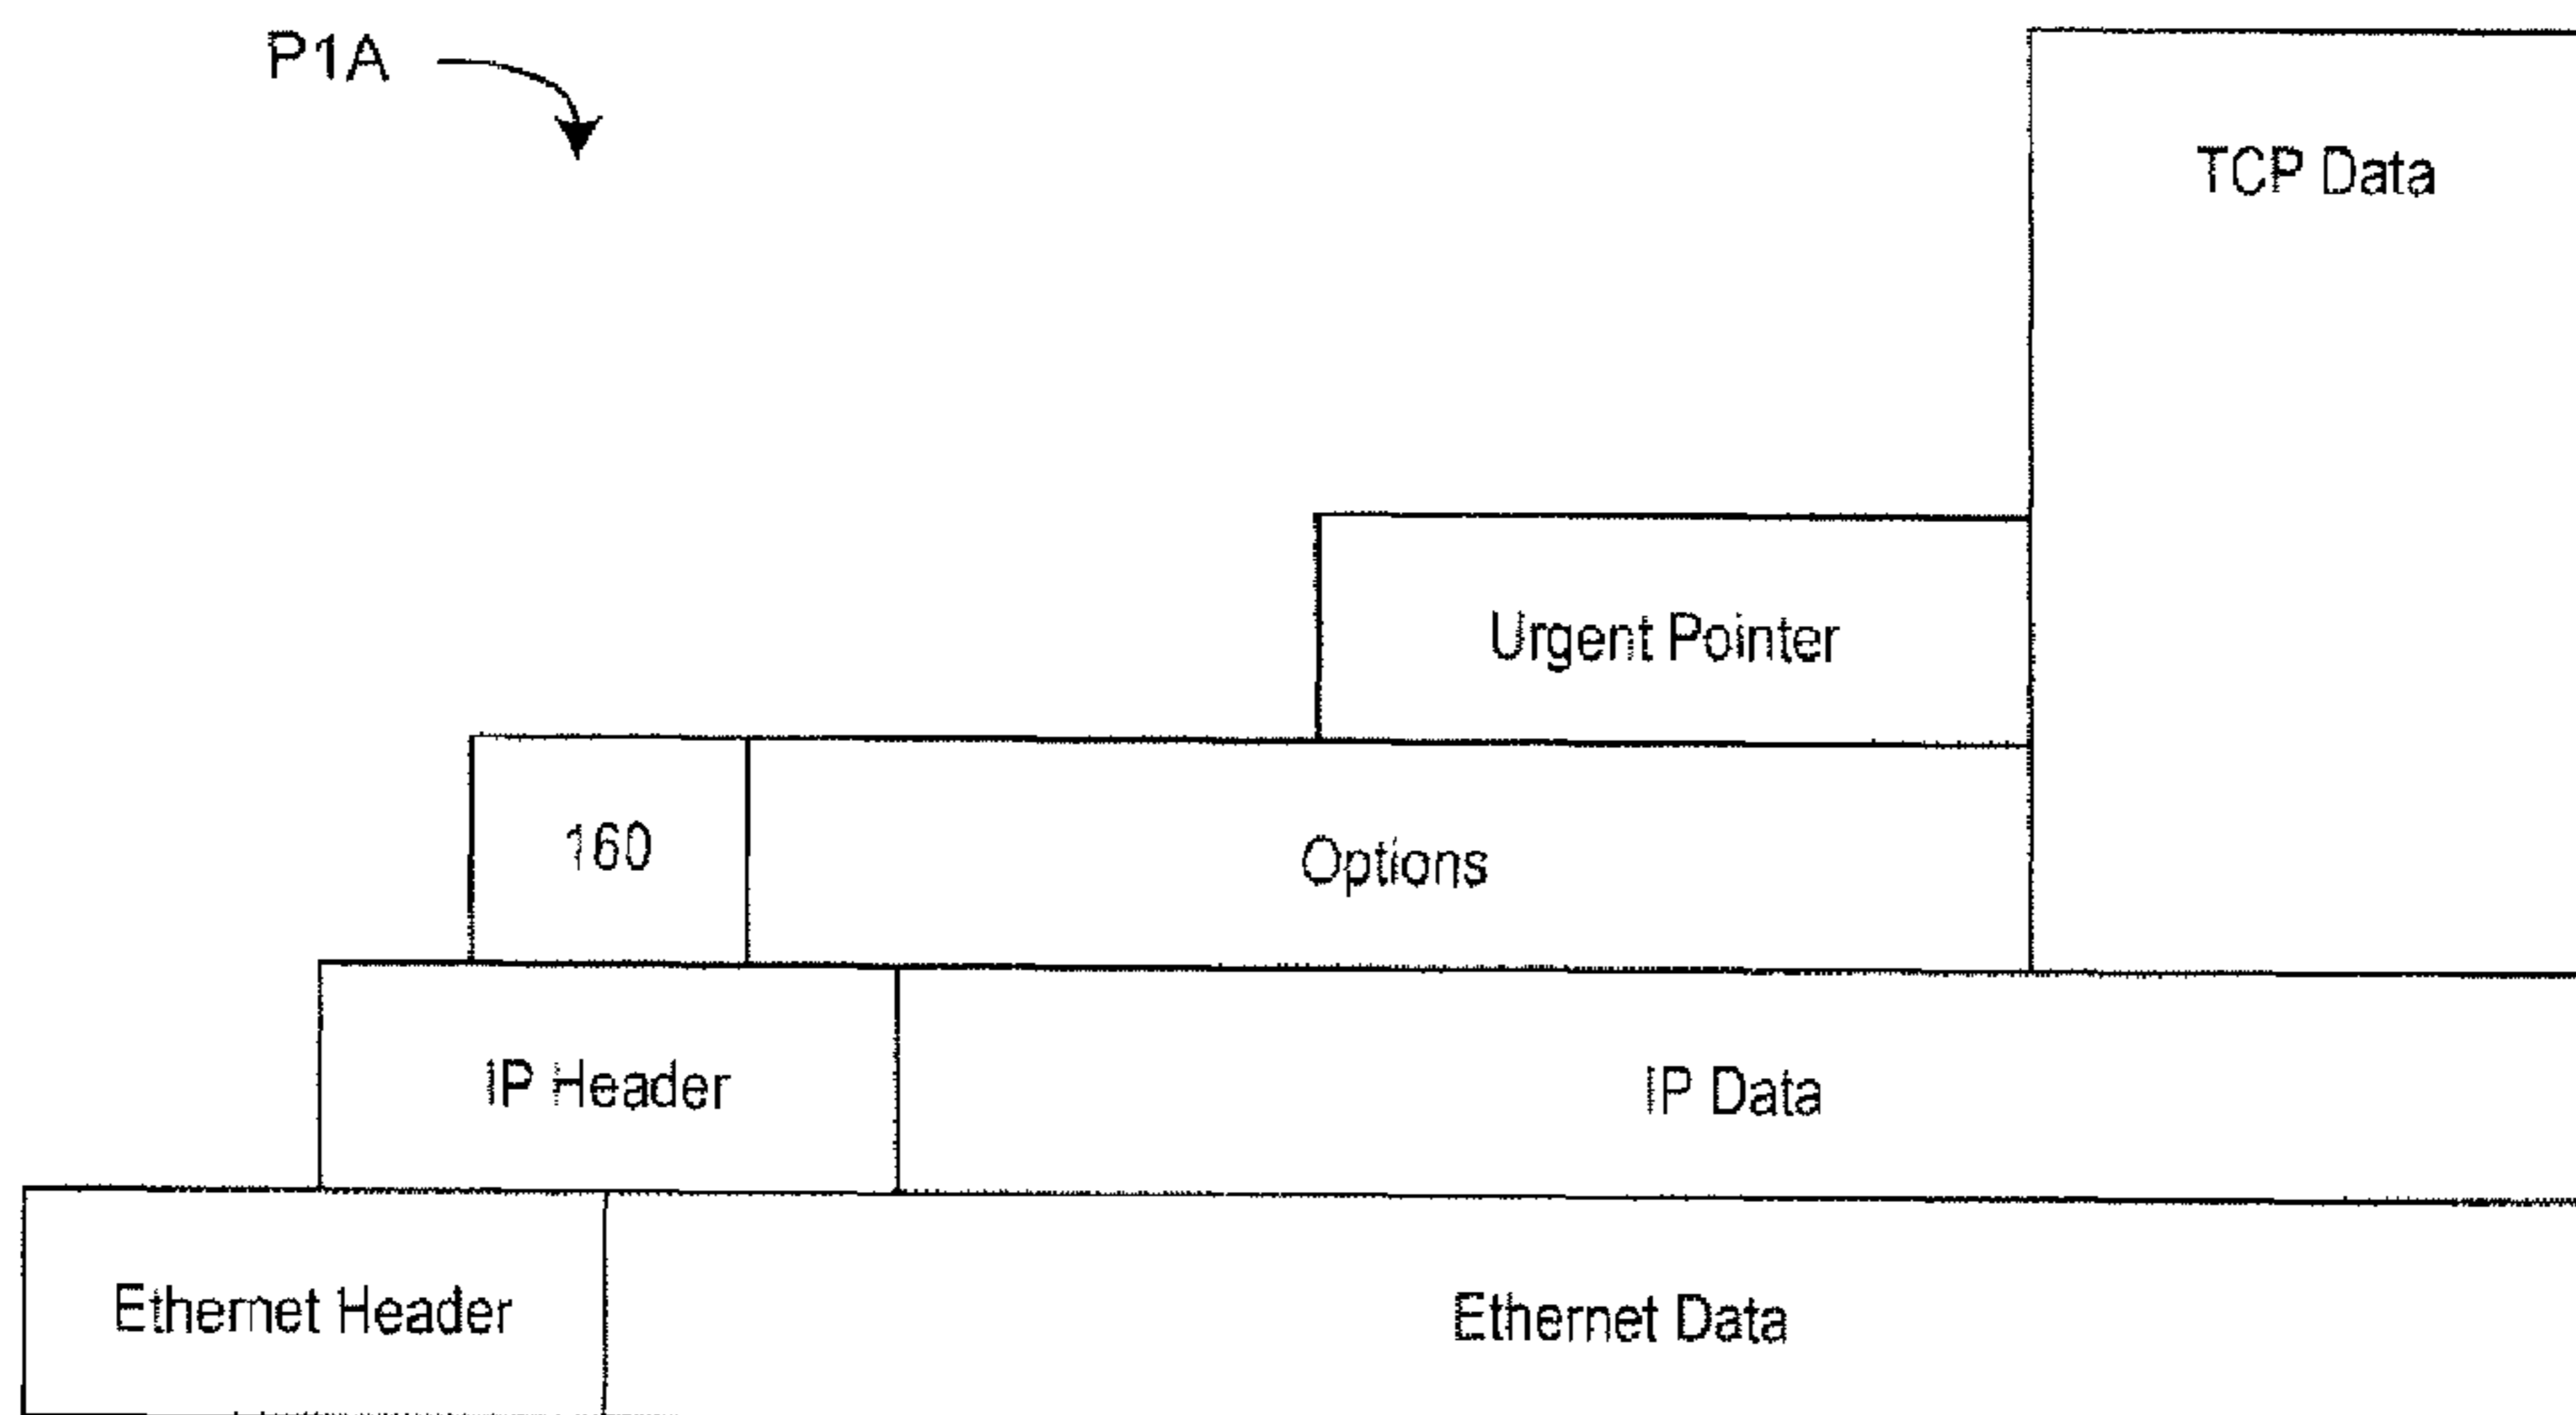 P1A
TCP Data
Urgent Pointer
160
Options
IP Header
IP Data
Ethernet Header
Ethernet Data